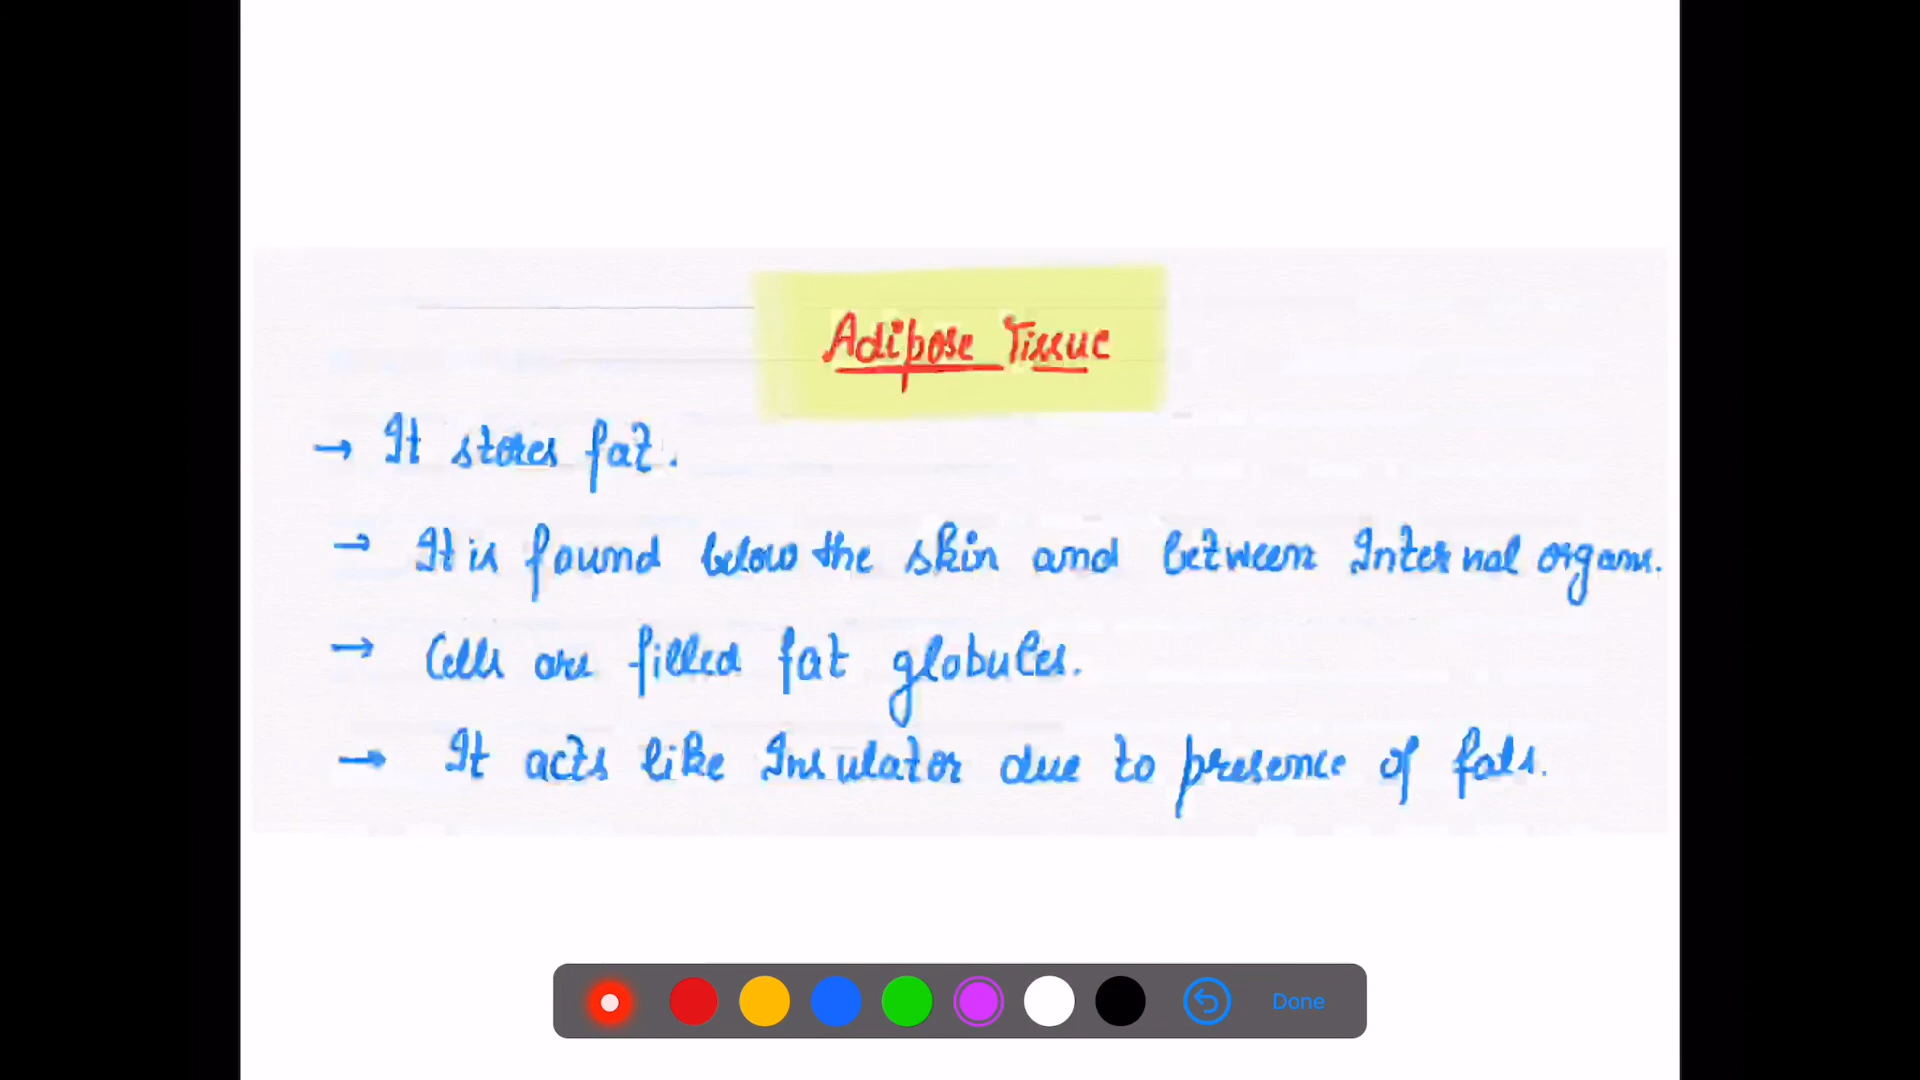 Adipose Tissue
→ It stores fat.
→ It is found below the skin and between Internal organs.
→ Cells are filled fat globules.
→ It acts like Insulator due to presence of fats.
Done